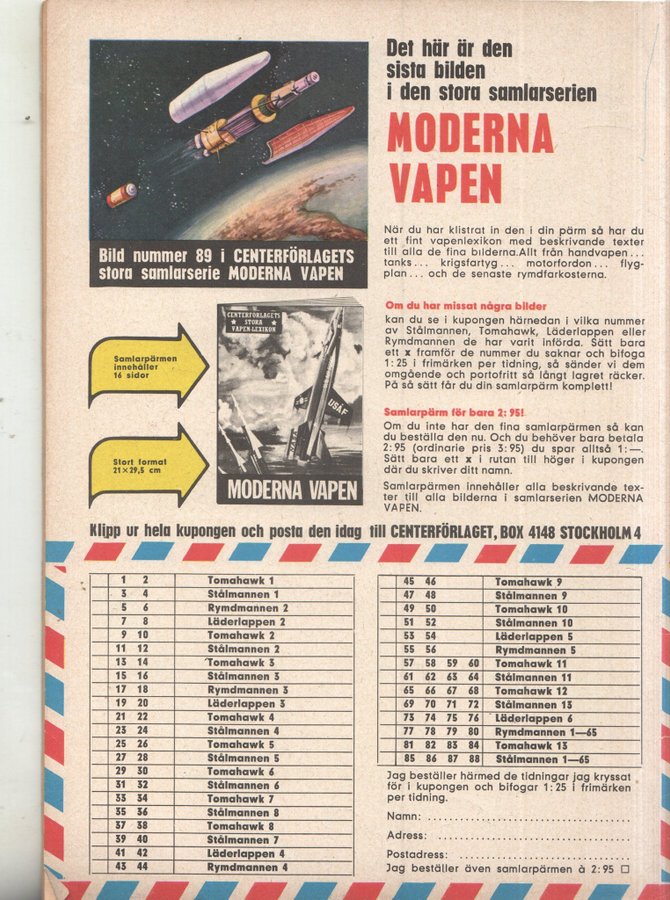 Det här är den
sista bilden
i den stora samlarserien
MODERNA
VAPEN
Bild nummer 89 i CENTERFÖRLAGETS
stora samlarserie MODERNA VAPEN
När du har klistrat in den i din pärm så har du
ett fint vapenlexikon med beskrivande texter
till alla de fina bilderna. Allt från handvapen...
tanks... krigsfartyg... motorfordon... flyg-
plan... och de senaste rymdfarkosterna.
Om du har missat några bilder
kan du se i kupongen härnedan i vilka nummer
av Stålmannen, Tomahawk, Läderlappen eller
Rymdmannen de har varit införda. Sätt bara
ett x framför de nummer du saknar och bifoga
1:25 i frimärken per tidning, så sänder vi dem
omgående och portofritt så långt lagret räcker.
På så sätt får du din samlarpärm komplett!
Samlarpärmen
innehåller
16 sidor
CENTERFÖRLAGETS
★ STORA ★
VAPEN-LEXIKON
USAF
MODERNA VAPEN
Stort format
21×29,5 cm
Samlarpärm för bara 2:95!
Om du inte har den fina samlarpärmen så kan
du beställa den nu. Och du behöver bara betala
2:95 (ordinarie pris 3:95) du spar alltså 1:—.
Sätt bara ett x i rutan till höger i kupongen
där du skriver ditt namn.
Samlarpärmen innehåller alla beskrivande tex-
ter till alla bilderna i samlarserien MODERNA
VAPEN.
Klipp ur hela kupongen och posta den idag till CENTERFÖRLAGET, BOX 4148 STOCKHOLM 4
1 2 Tomahawk 1
3 4 Stålmannen 1
5 6 Rymdmannen 2
7 8 Läderlappen 2
9 10 Tomahawk 2
11 12 Stålmannen 2
13 14 Tomahawk 3
15 16 Stålmannen 3
17 18 Rymdmannen 3
19 20 Läderlappen 3
21 22 Tomahawk 4
23 24 Stålmannen 4
25 26 Tomahawk 5
27 28 Stålmannen 5
29 30 Tomahawk 6
31 32 Stålmannen 6
33 34 Tomahawk 7
35 36 Stålmannen 8
37 38 Tomahawk 8
39 40 Stålmannen 7
41 42 Läderlappen 4
43 44 Rymdmannen 4
45 46 Tomahawk 9
47 48 Stålmannen 9
49 50 Tomahawk 10
51 52 Stålmannen 10
53 54 Läderlappen 5
55 56 Rymdmannen 5
57 58 59 60 Tomahawk 11
61 62 63 64 Stålmannen 11
65 66 67 68 Tomahawk 12
69 70 71 72 Stålmannen 13
73 74 75 76 Läderlappen 6
77 78 79 80 Rymdmannen 1—65
81 82 83 84 Tomahawk 13
85 86 87 88 Stålmannen 1—65
Jag beställer härmed de tidningar jag kryssat
för i kupongen och bifogar 1:25 i frimärken
per tidning.
Namn: ................................
Adress: ................................
Postadress: ................................
Jag beställer även samlarpärmen à 2:95 □